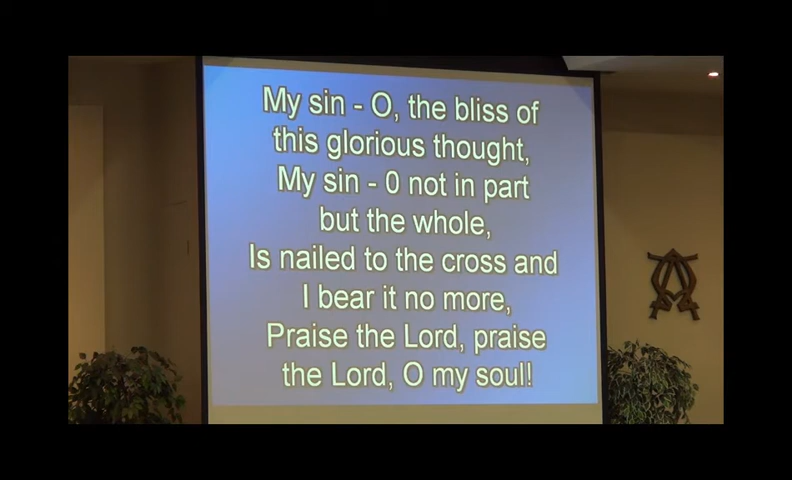 My sin - O, the bliss of
this glorious thought,
My sin - 0 not in part
but the whole,
Is nailed to the cross and
I bear it no more,
Praise the Lord, praise
the Lord, O my soul!